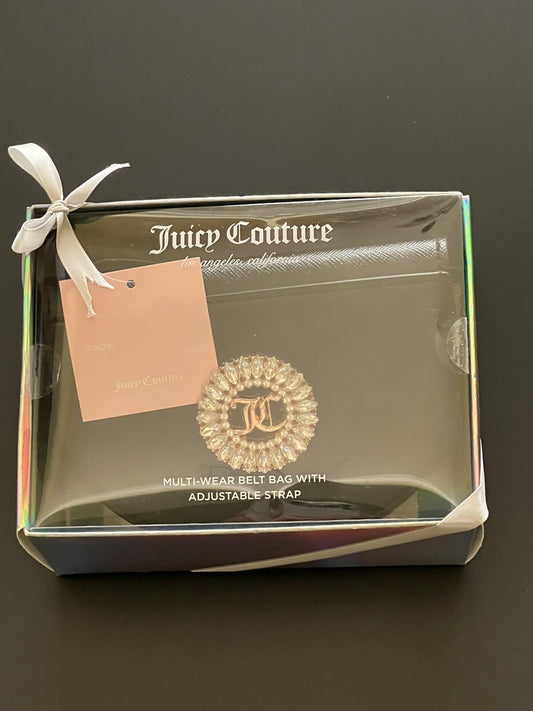 Juicy Couture
los angeles, california
FROM
Juicy Couture
JC
MULTI-WEAR BELT BAG WITH
ADJUSTABLE STRAP